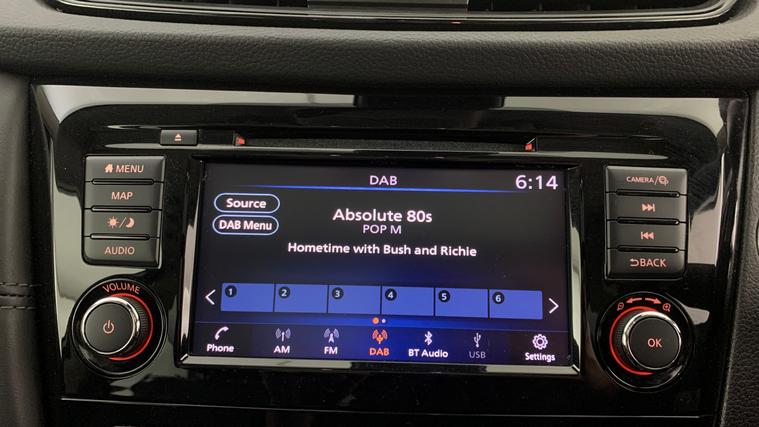 DAB
6:14
Source
Absolute 80s
DAB Menu
POP M
Hometime with Bush and Richie
1 2 3 4 5 6
Phone AM FM DAB BT Audio USB Settings
MENU
MAP
AUDIO
VOLUME
CAMERA/
BACK
OK